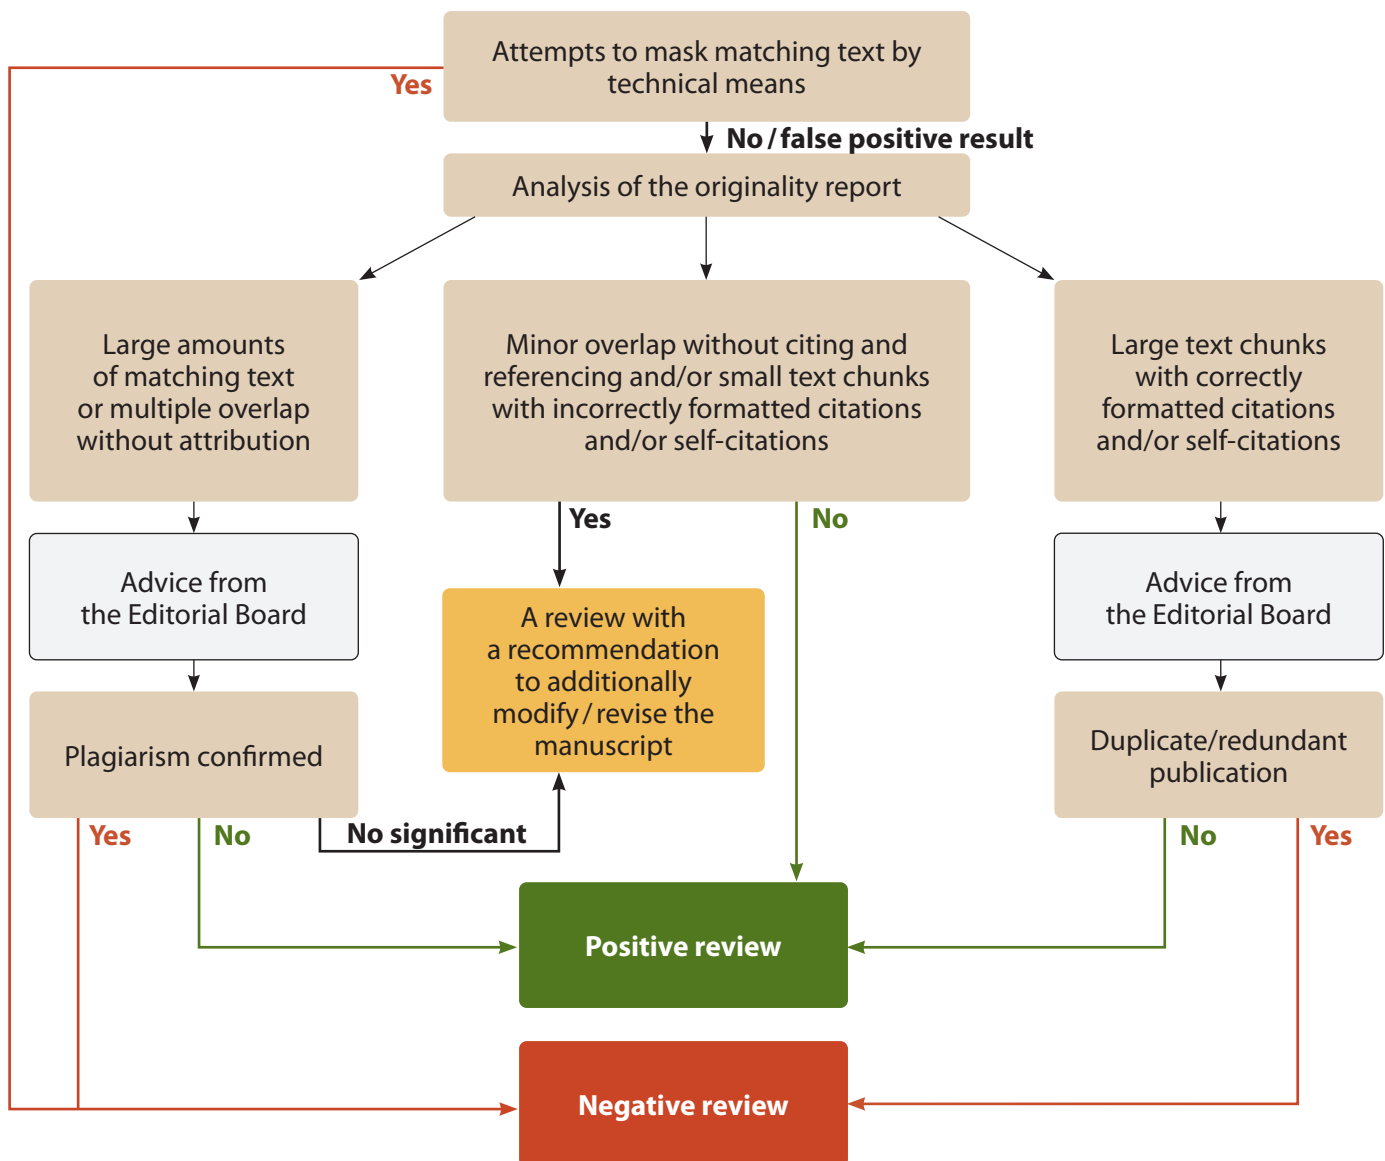 Attempts to mask matching text by
technical means
Yes
No / false positive result
Analysis of the originality report
Large amounts
of matching text
or multiple overlap
without attribution
Minor overlap without citing and
referencing and/or small text chunks
with incorrectly formatted citations
and/or self-citations
Large text chunks
with correctly
formatted citations
and/or self-citations
Yes
No
Advice from
the Editorial Board
A review with
a recommendation
to additionally
modify / revise the
manuscript
Advice from
the Editorial Board
Plagiarism confirmed
Duplicate/redundant
publication
Yes
No
No significant
No
Yes
Positive review
Negative review